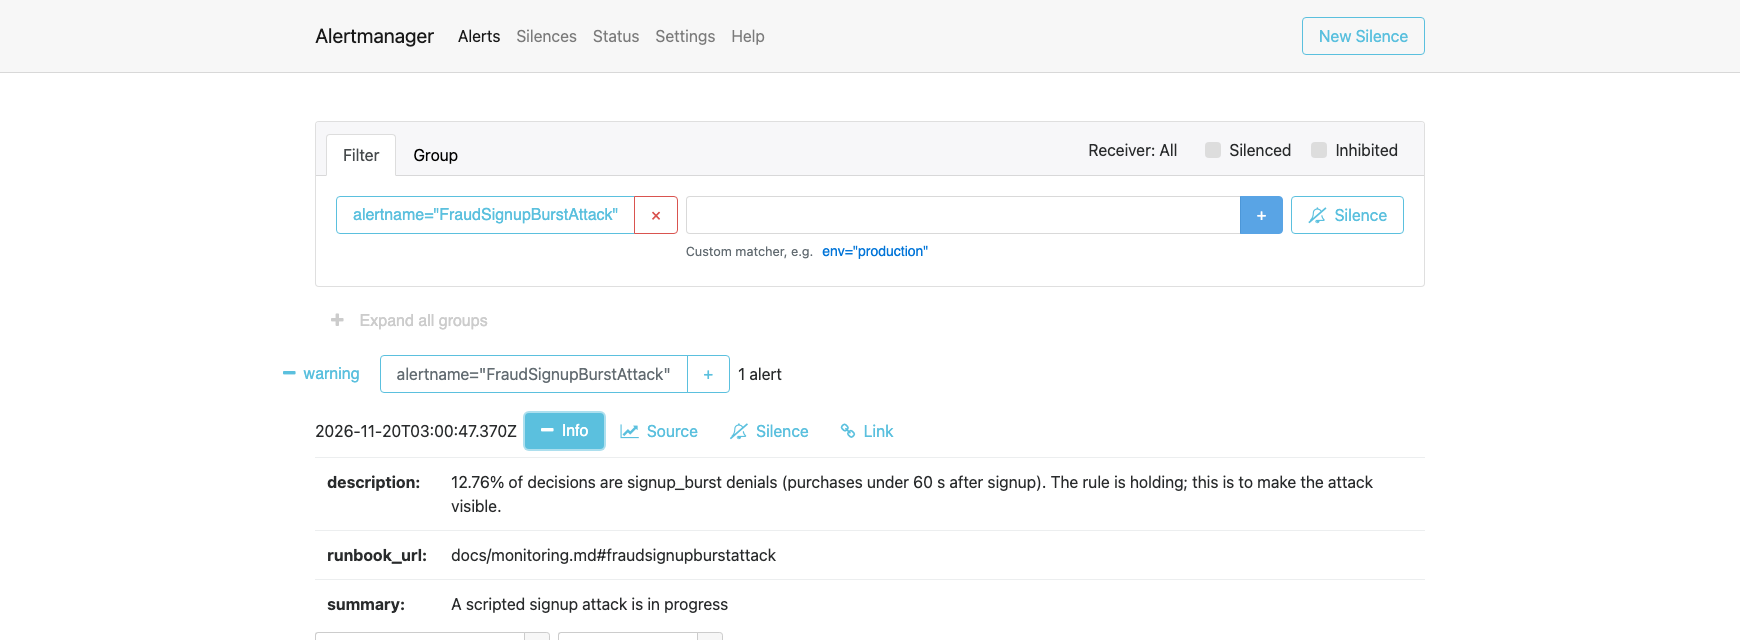 Alertmanager Alerts Silences Status Settings Help New Silence
Filter Group Receiver: All Silenced Inhibited
alertname="FraudSignupBurstAttack" × + Silence
Custom matcher, e.g. env="production"
+ Expand all groups
− warning alertname="FraudSignupBurstAttack" + 1 alert
2026-11-20T03:00:47.370Z − Info Source Silence Link
description: 12.76% of decisions are signup_burst denials (purchases under 60 s after signup). The rule is holding; this is to make the attack
visible.
runbook_url: docs/monitoring.md#fraudsignupburstattack
summary: A scripted signup attack is in progress